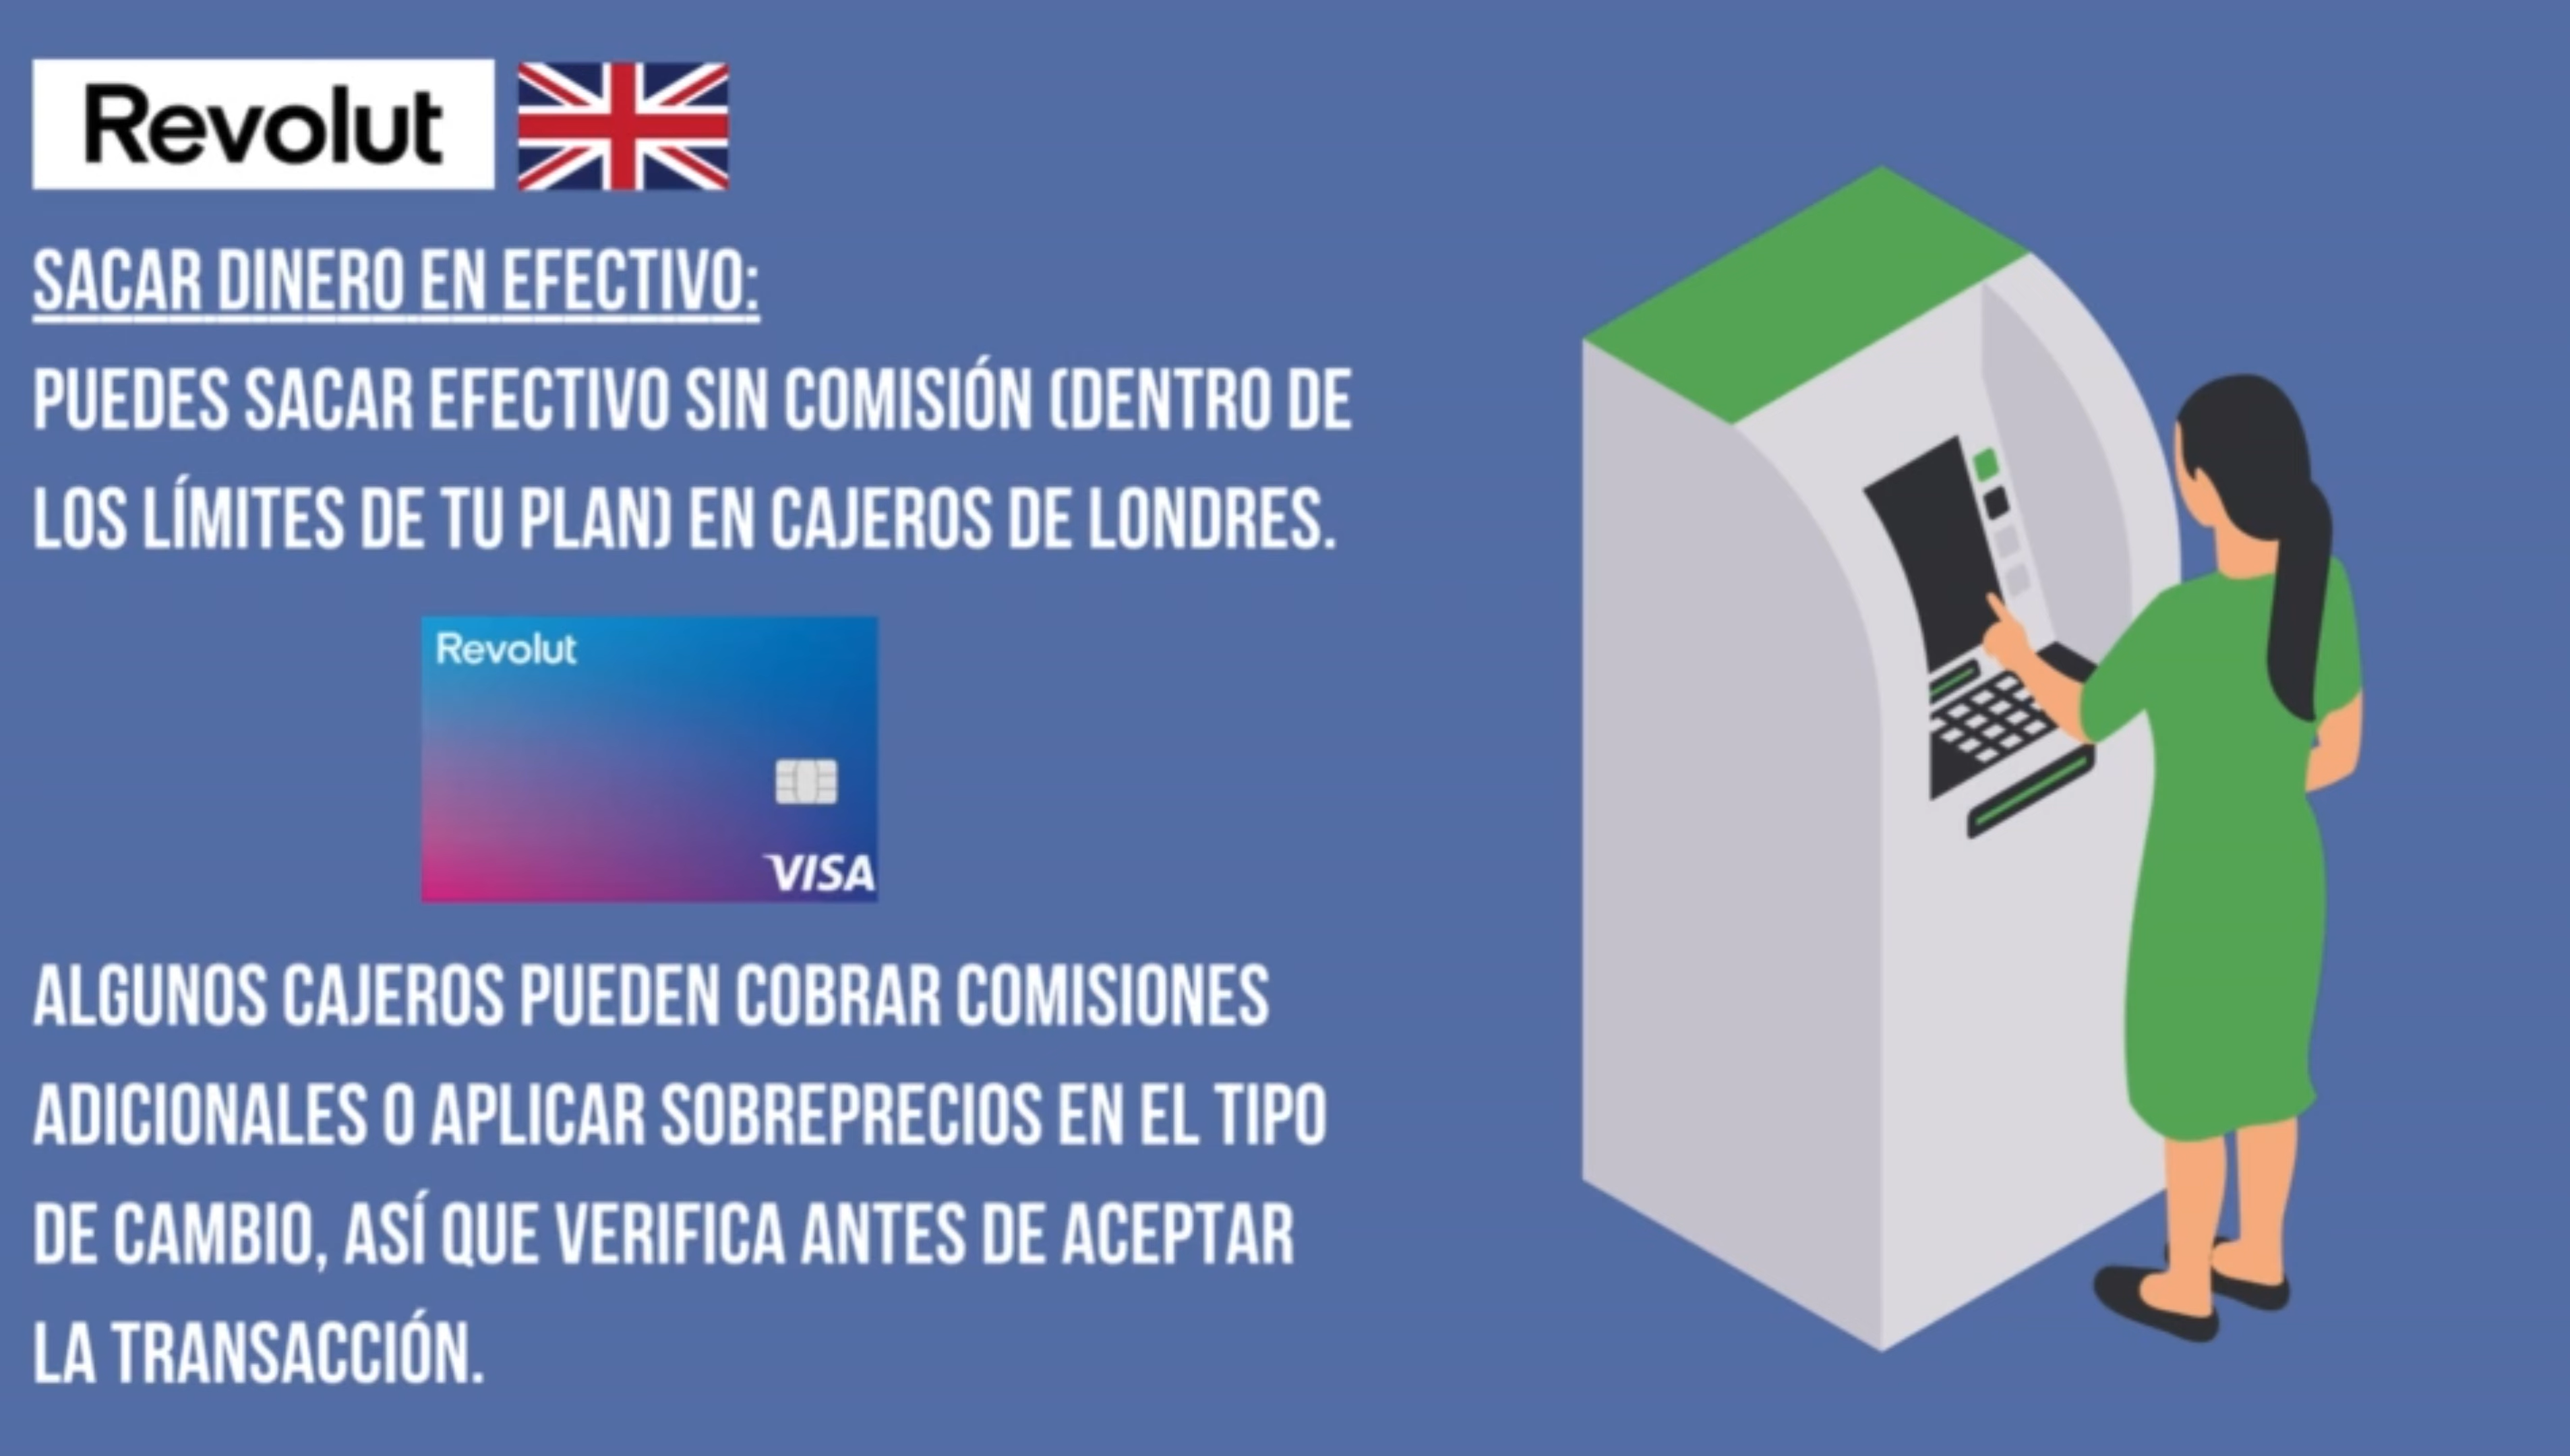 Revolut
SACAR DINERO EN EFECTIVO:
PUEDES SACAR EFECTIVO SIN COMISIÓN (DENTRO DE
LOS LÍMITES DE TU PLAN) EN CAJEROS DE LONDRES.
Revolut
VISA
ALGUNOS CAJEROS PUEDEN COBRAR COMISIONES
ADICIONALES O APLICAR SOBREPRECIOS EN EL TIPO
DE CAMBIO, ASÍ QUE VERIFICA ANTES DE ACEPTAR
LA TRANSACCIÓN.